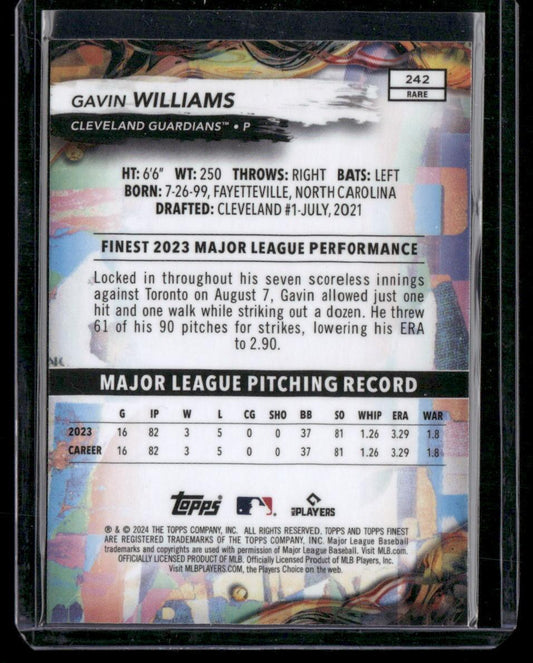 242
RARE
GAVIN WILLIAMS
CLEVELAND GUARDIANS™ • P
HT: 6'6" WT: 250 THROWS: RIGHT BATS: LEFT
BORN: 7-26-99, FAYETTEVILLE, NORTH CAROLINA
DRAFTED: CLEVELAND #1-JULY, 2021
FINEST 2023 MAJOR LEAGUE PERFORMANCE
Locked in throughout his seven scoreless innings
against Toronto on August 7, Gavin allowed just one
hit and one walk while striking out a dozen. He threw
61 of his 90 pitches for strikes, lowering his ERA
to 2.90.
MAJOR LEAGUE PITCHING RECORD
G IP W L CG SHO BB SO WHIP ERA WAR
2023 16 82 3 5 0 0 37 81 1.26 3.29 1.8
CAREER 16 82 3 5 0 0 37 81 1.26 3.29 1.8
Topps PLAYERS
® & © 2024 THE TOPPS COMPANY, INC. ALL RIGHTS RESERVED. TOPPS AND TOPPS FINEST
ARE REGISTERED TRADEMARKS OF THE TOPPS COMPANY, INC. Major League Baseball
trademarks and copyrights are used with permission of Major League Baseball. Visit MLB.com.
OFFICIALLY LICENSED PRODUCT OF MLB Players, Inc.
Visit MLBPLAYERS.COM, the Players Choice on the web.